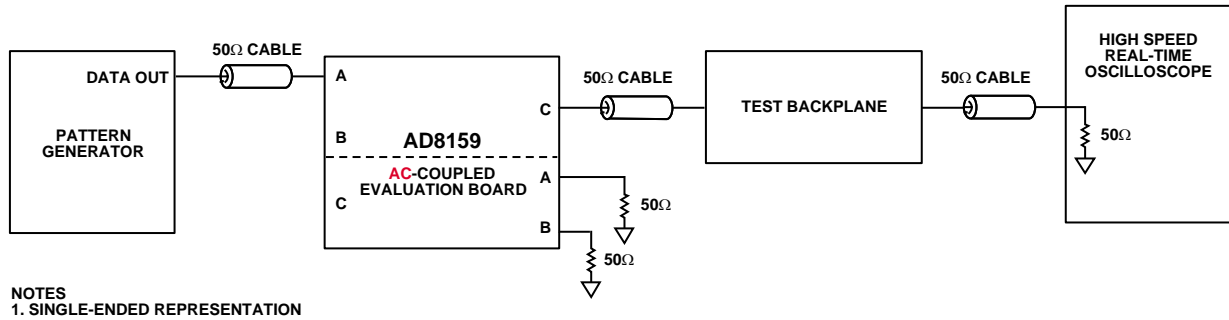 50Ω CABLE
DATA OUT
PATTERN
GENERATOR
A
B
C
AD8159
AC-COUPLED
EVALUATION BOARD
C
A
B
50Ω
50Ω
50Ω CABLE
TEST BACKPLANE
50Ω CABLE
HIGH SPEED
REAL-TIME
OSCILLOSCOPE
50Ω
NOTES
1. SINGLE-ENDED REPRESENTATION